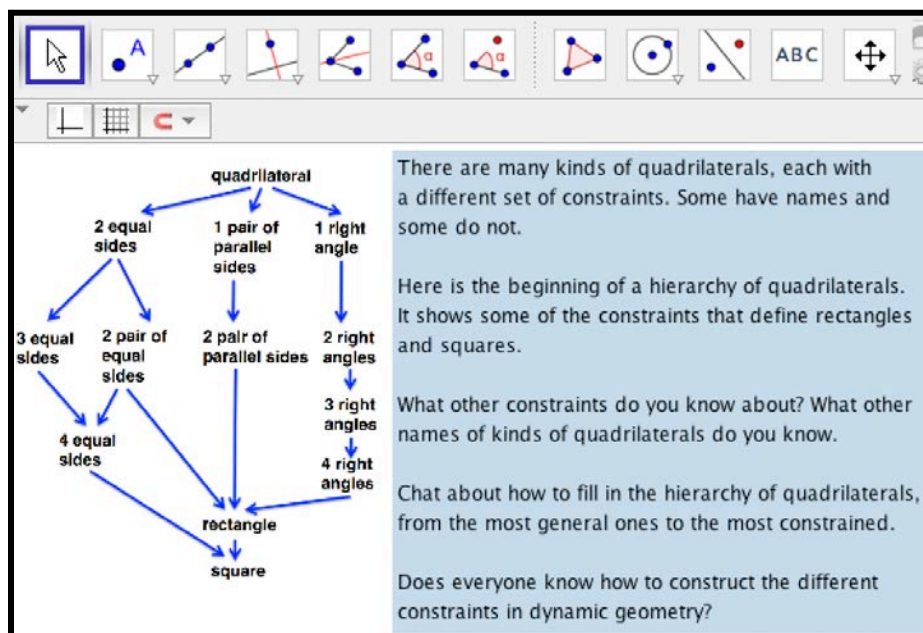 A
α
α
ABC
quadrilateral
2 equal
sides
1 pair of
parallel
sides
1 right
angle
3 equal
sides
2 pair of
equal
sides
2 pair of
parallel sides
2 right
angles
3 right
angles
4 equal
sides
4 right
angles
rectangle
square
There are many kinds of quadrilaterals, each with
a different set of constraints. Some have names and
some do not.
Here is the beginning of a hierarchy of quadrilaterals.
It shows some of the constraints that define rectangles
and squares.
What other constraints do you know about? What other
names of kinds of quadrilaterals do you know.
Chat about how to fill in the hierarchy of quadrilaterals,
from the most general ones to the most constrained.
Does everyone know how to construct the different
constraints in dynamic geometry?